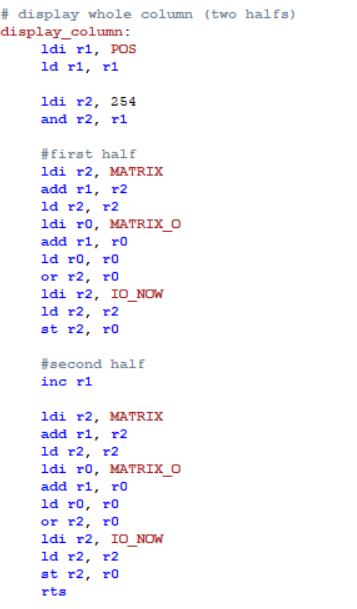 # display whole column (two halfs)
display_column:
ldi r1, POS
ld r1, r1
ldi r2, 254
and r2, r1
#first half
ldi r2, MATRIX
add r1, r2
ld r2, r2
ldi r0, MATRIX_O
add r1, r0
ld r0, r0
or r2, r0
ldi r2, IO_NOW
ld r2, r2
st r2, r0
#second half
inc r1
ldi r2, MATRIX
add r1, r2
ld r2, r2
ldi r0, MATRIX_O
add r1, r0
ld r0, r0
or r2, r0
ldi r2, IO_NOW
ld r2, r2
st r2, r0
rts